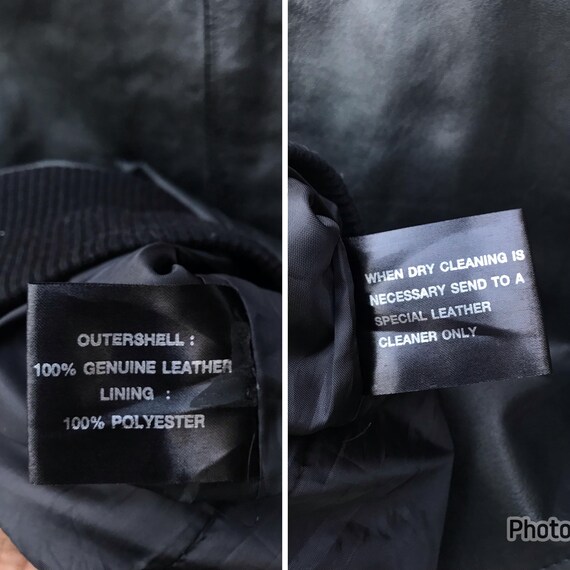 OUTERSHELL :
100% GENUINE LEATHER
LINING :
100% POLYESTER
WHEN DRY CLEANING IS
NECESSARY SEND TO A
SPECIAL LEATHER
CLEANER ONLY
Photo